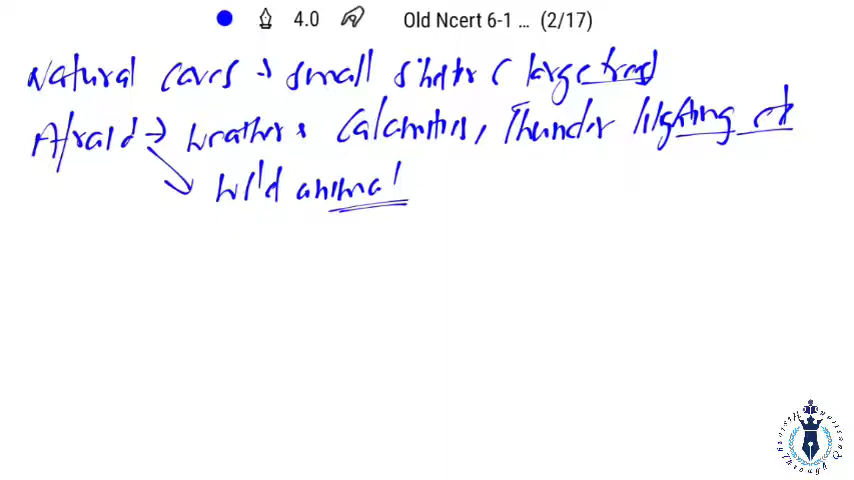 4.0 Old Ncert 6-1 ... (2/17)
Natural caves → small shelter (large trees)
Afraid → weather & Calamities, Thunder lighting etc
wild animal